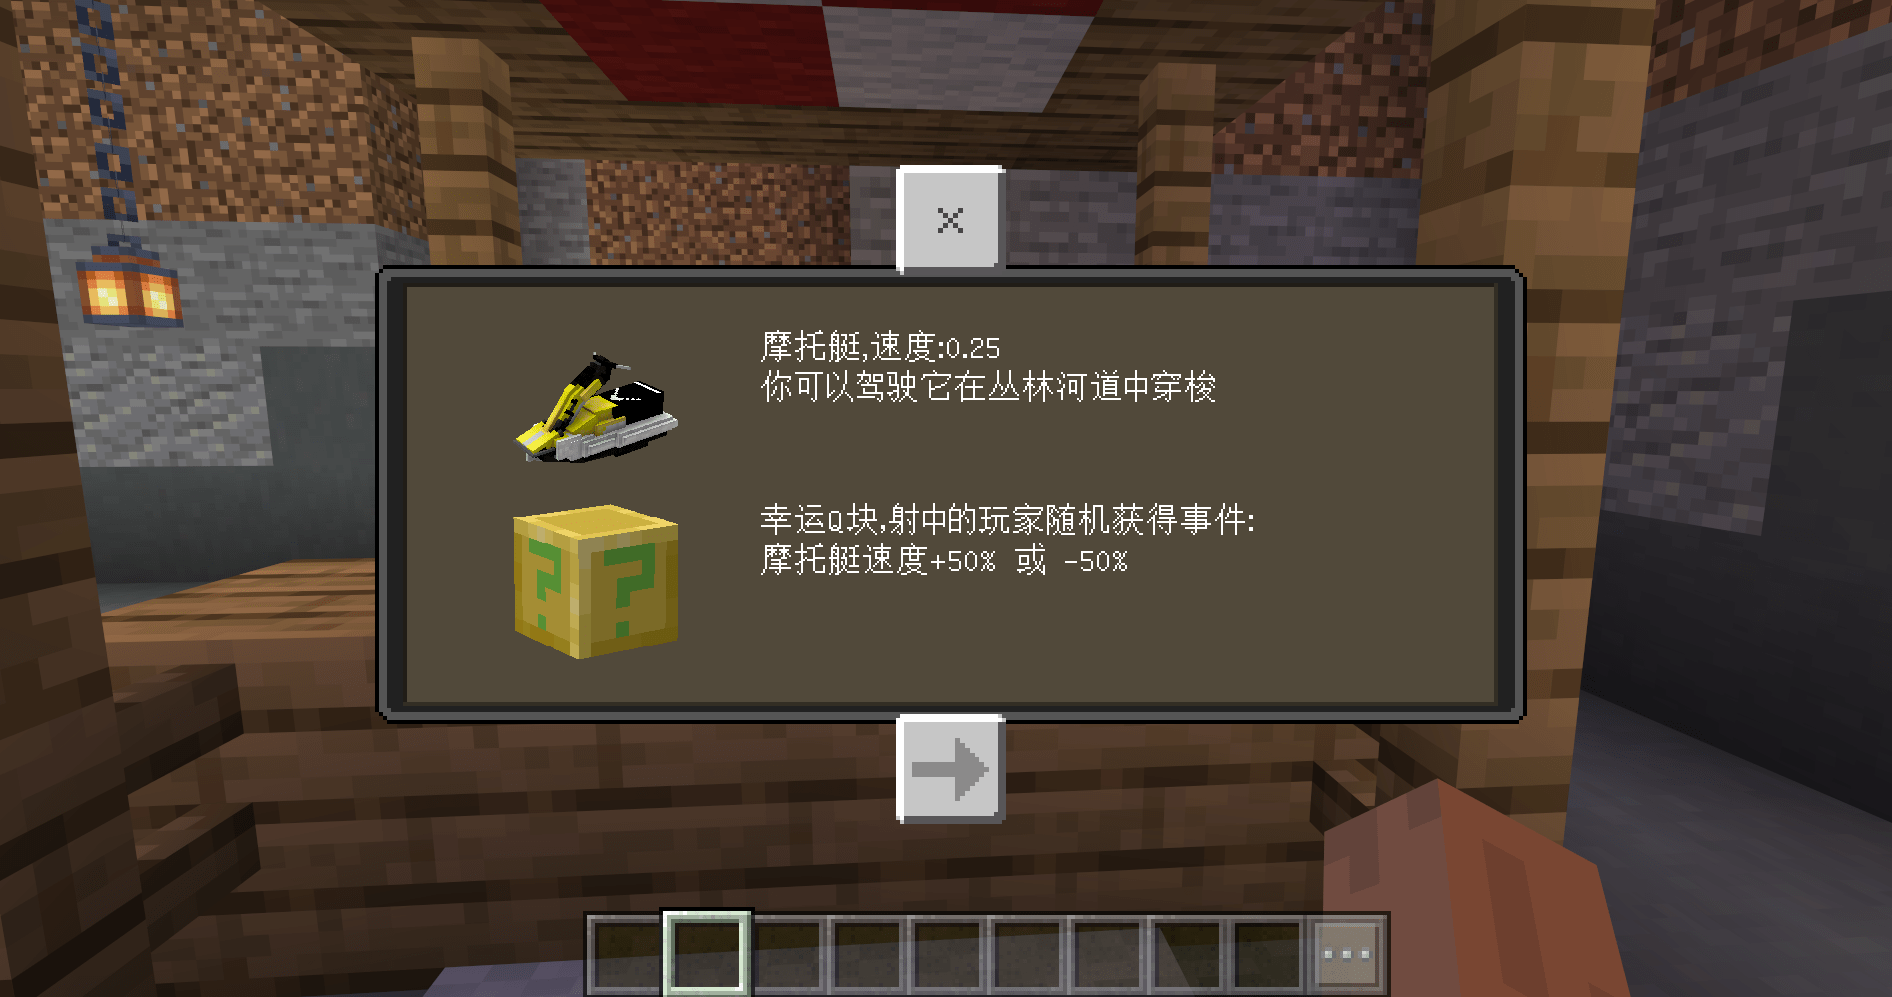 摩托艇,速度:0.25
你可以驾驶它在丛林河道中穿梭
幸运Q块,射中的玩家随机获得事件:
摩托艇速度+50% 或 -50%
? ?